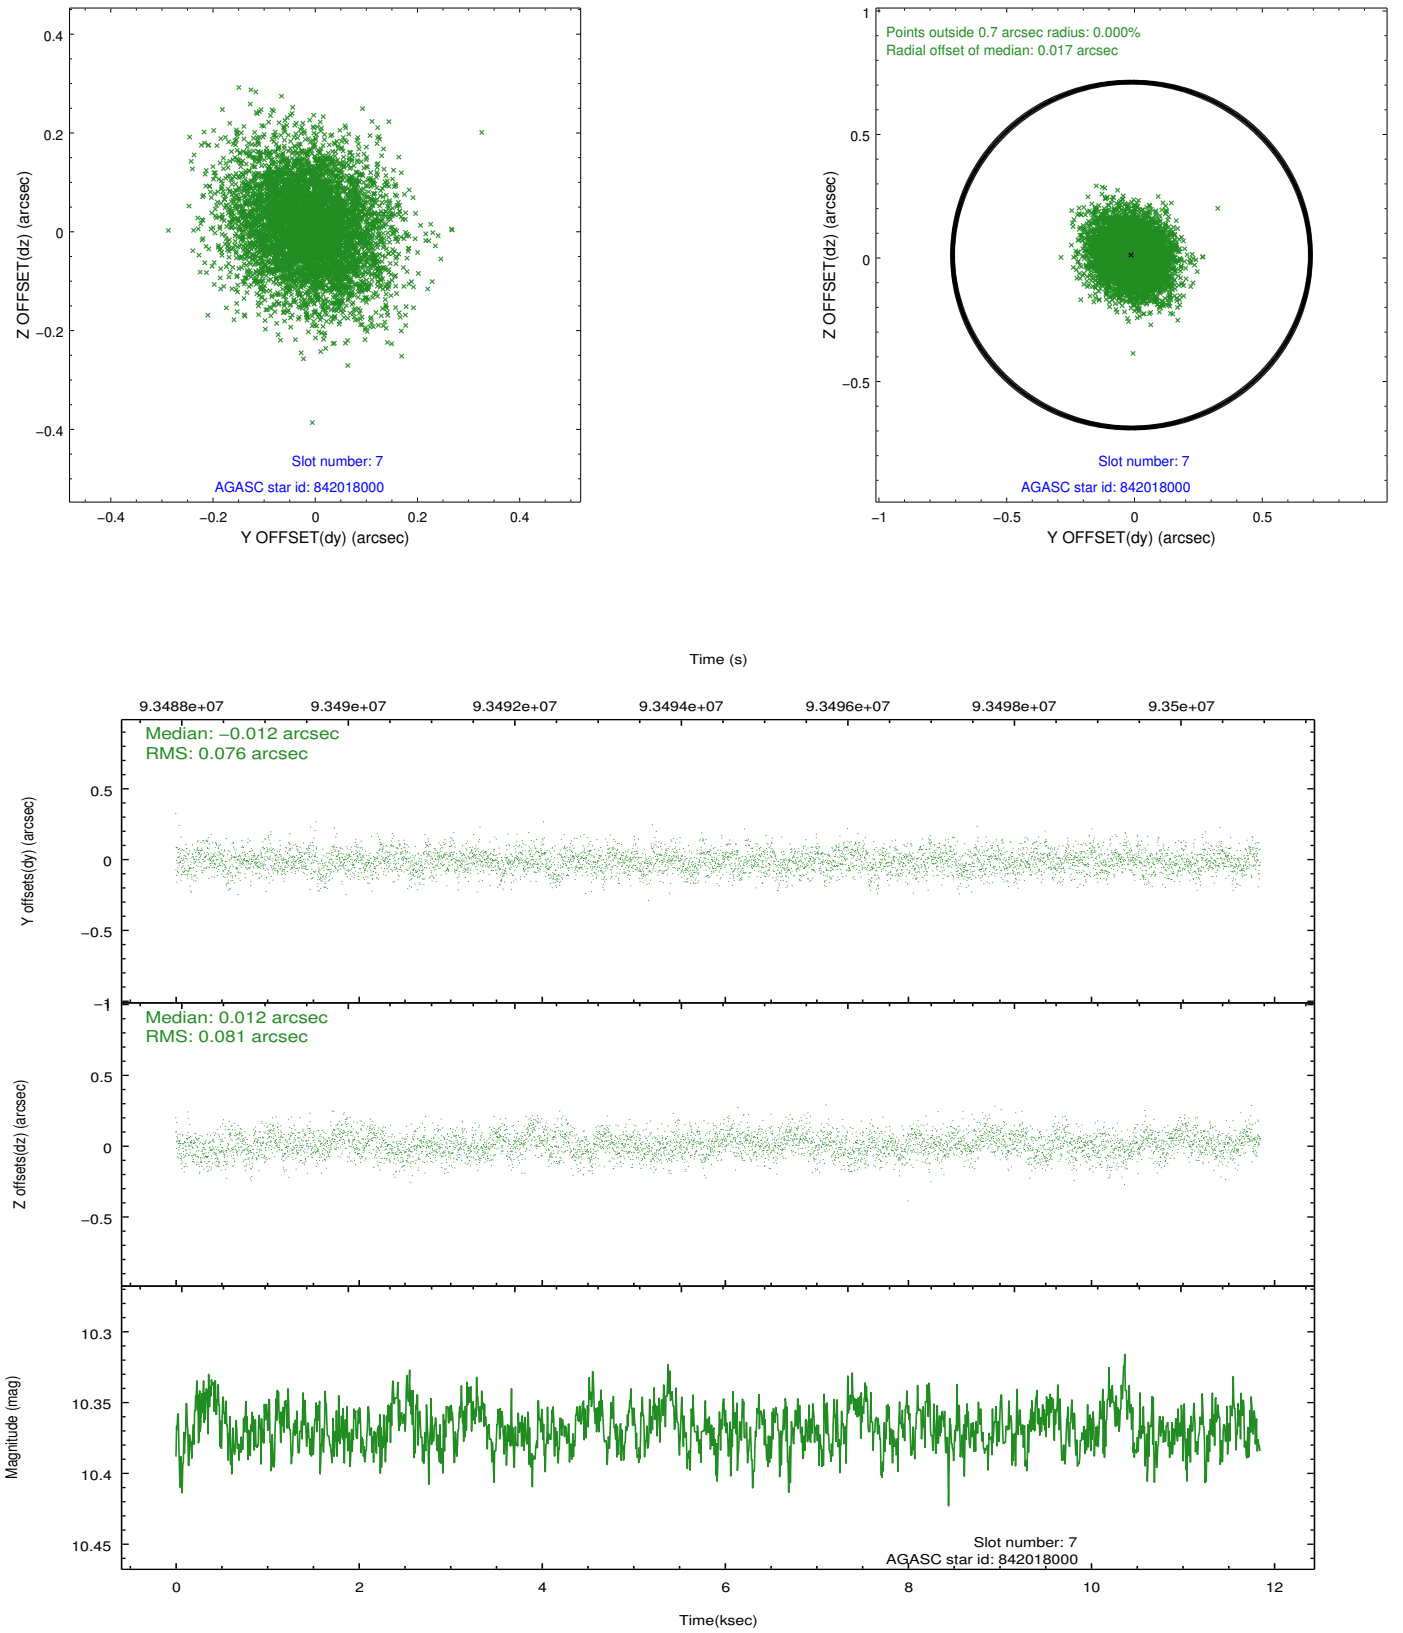 0.4
0.2
0
−0.2
−0.4
Z OFFSET(dz) (arcsec)
Slot number: 7
AGASC star id: 842018000
−0.4 −0.2 0 0.2 0.4
Y OFFSET(dy) (arcsec)
1
0.5
0
−0.5
Z OFFSET(dz) (arcsec)
Points outside 0.7 arcsec radius: 0.000%
Radial offset of median: 0.017 arcsec
Slot number: 7
AGASC star id: 842018000
−1 −0.5 0 0.5
Y OFFSET(dy) (arcsec)
Time (s)
9.3488e+07 9.349e+07 9.3492e+07 9.3494e+07 9.3496e+07 9.3498e+07 9.35e+07
Median: −0.012 arcsec
RMS: 0.076 arcsec
0.5
0
−0.5
−1
Y offsets(dy) (arcsec)
1
Median: 0.012 arcsec
RMS: 0.081 arcsec
0.5
0
−0.5
Z offsets(dz) (arcsec)
10.3
10.35
10.4
10.45
Magnitude (mag)
Slot number: 7
AGASC star id: 842018000
0 2 4 6 8 10 12
Time(ksec)